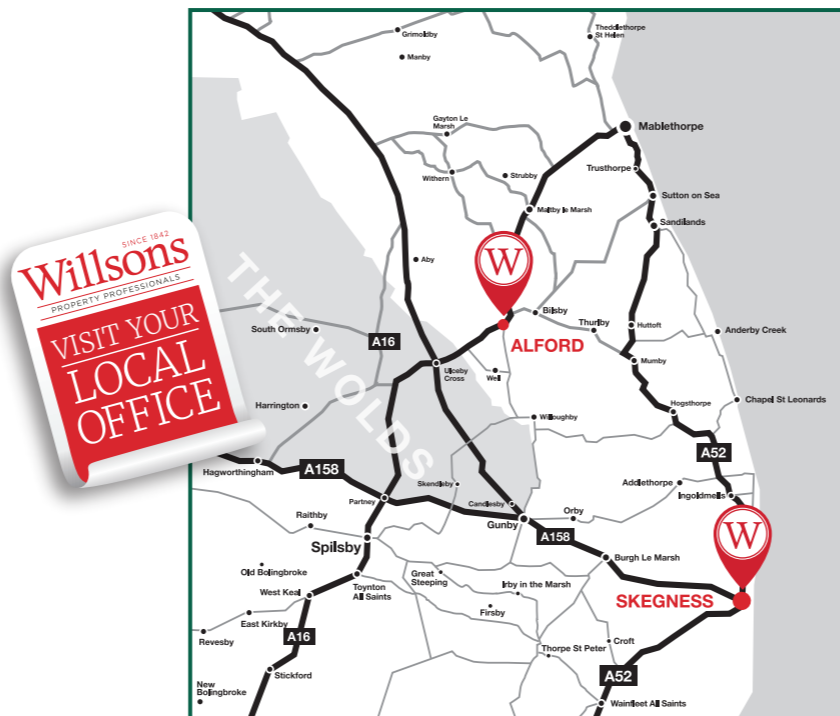 SINCE 1842
Willsons
PROPERTY PROFESSIONALS
VISIT YOUR
LOCAL
OFFICE
Grimoldby
Manby
Theddlethorpe
St Helen
Gayton Le
Marsh
Mablethorpe
Withern
Strubby
Trusthorpe
Sutton on Sea
Maltby le Marsh
Sandilands
THE WOLDS
Aby
W
South Ormsby
A16
Bilsby
Thurlby
Huttoft
Anderby Creek
ALFORD
Ulceby
Cross
Well
Mumby
Harrington
Willoughby
Hogsthorpe
Chapel St Leonards
A52
Hagworthingham
A158
Skendleby
Addlethorpe
Ingoldmells
Partney
Candlesby
Raithby
Gunby
Orby
W
Spilsby
A158
Burgh Le Marsh
Old Bolingbroke
Great
Steeping
Toynton
All Saints
Irby in the Marsh
West Keal
SKEGNESS
Firsby
East Kirkby
Revesby
A16
Croft
Thorpe St Peter
Stickford
A52
New
Bolingbroke
Wainfleet All Saints